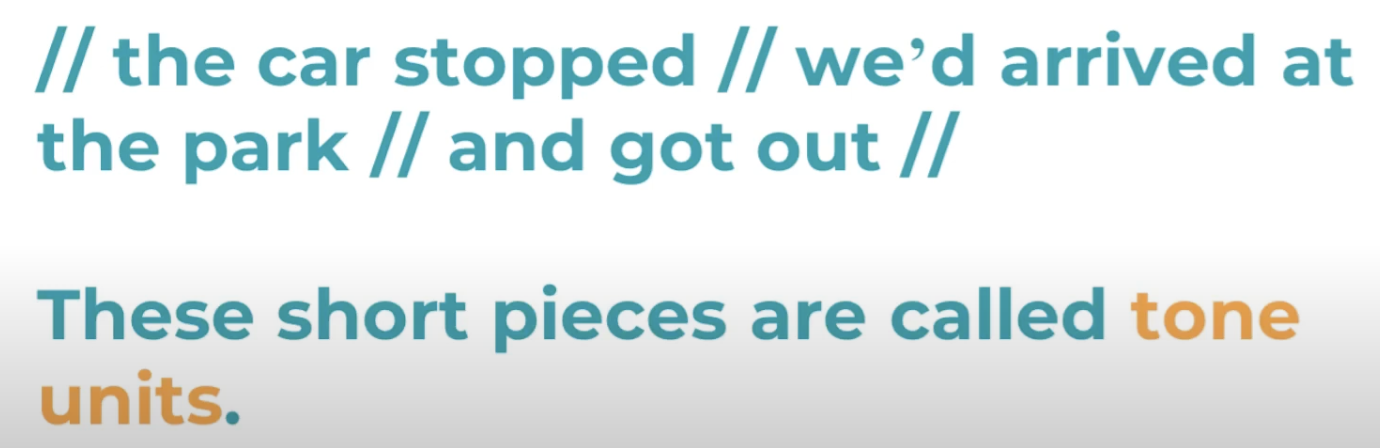 // the car stopped // we’d arrived at
the park // and got out //
These short pieces are called tone
units.